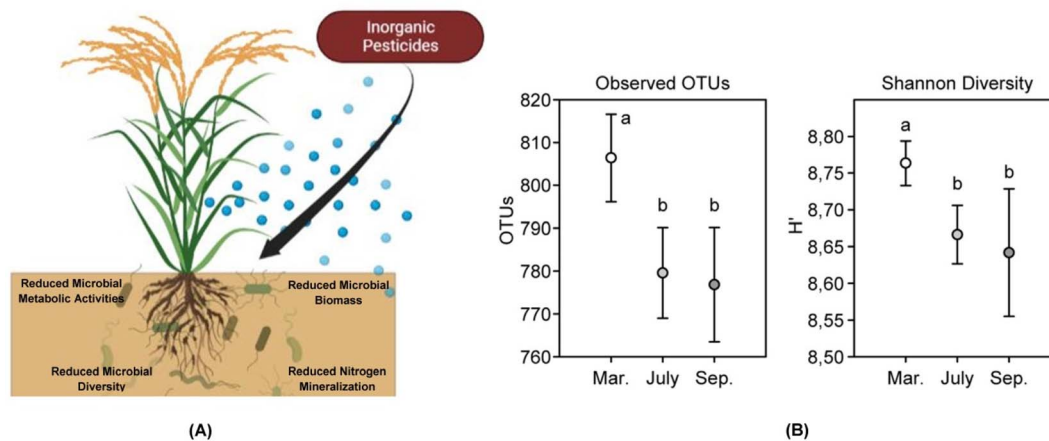 Inorganic
Pesticides
Reduced Microbial
Metabolic Activities
Reduced Microbial
Biomass
Reduced Microbial
Diversity
Reduced Nitrogen
Mineralization
(A)
Observed OTUs
OTUs
820
810
800
790
780
770
760
a
b
b
Mar. July Sep.
Shannon Diversity
H'
8,80
8,75
8,70
8,65
8,60
8,55
8,50
a
b
b
Mar. July Sep.
(B)